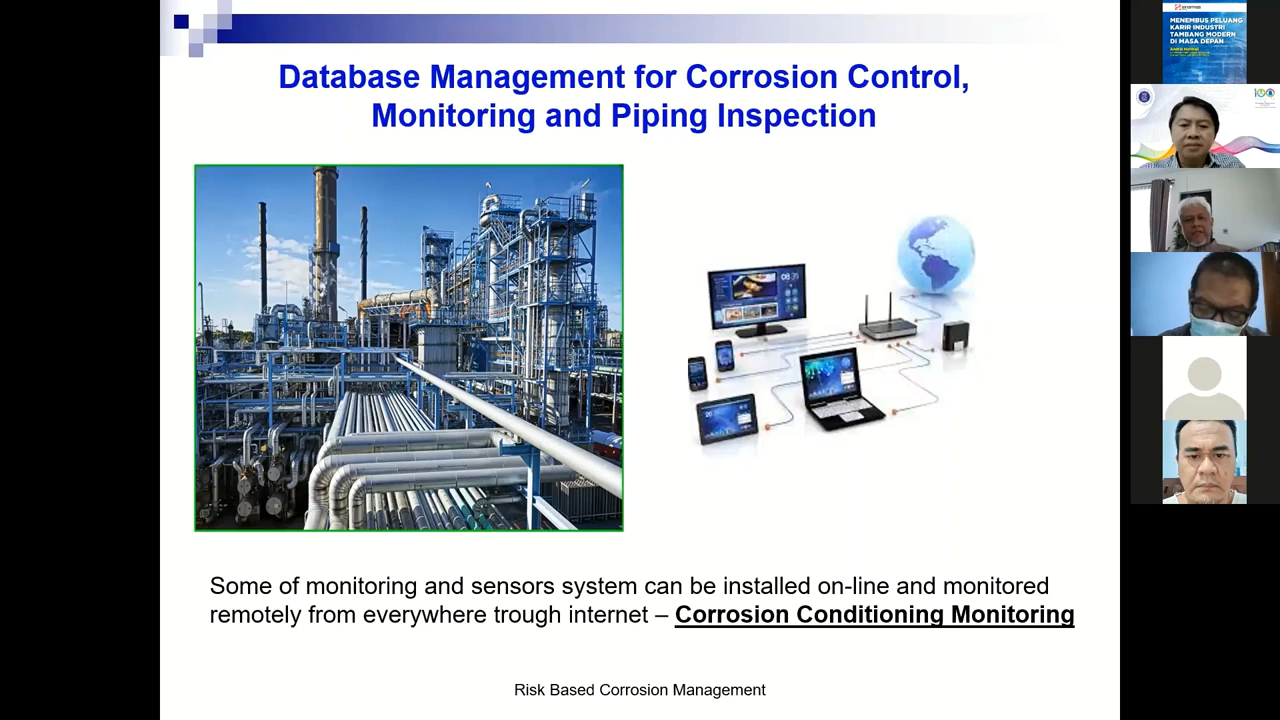 Database Management for Corrosion Control,
Monitoring and Piping Inspection
Some of monitoring and sensors system can be installed on-line and monitored
remotely from everywhere trough internet – Corrosion Conditioning Monitoring
Risk Based Corrosion Management
sinarmas
MENEMBUS PELUANG
KARIR INDUSTRI
TAMBANG MODERN
DI MASA DEPAN